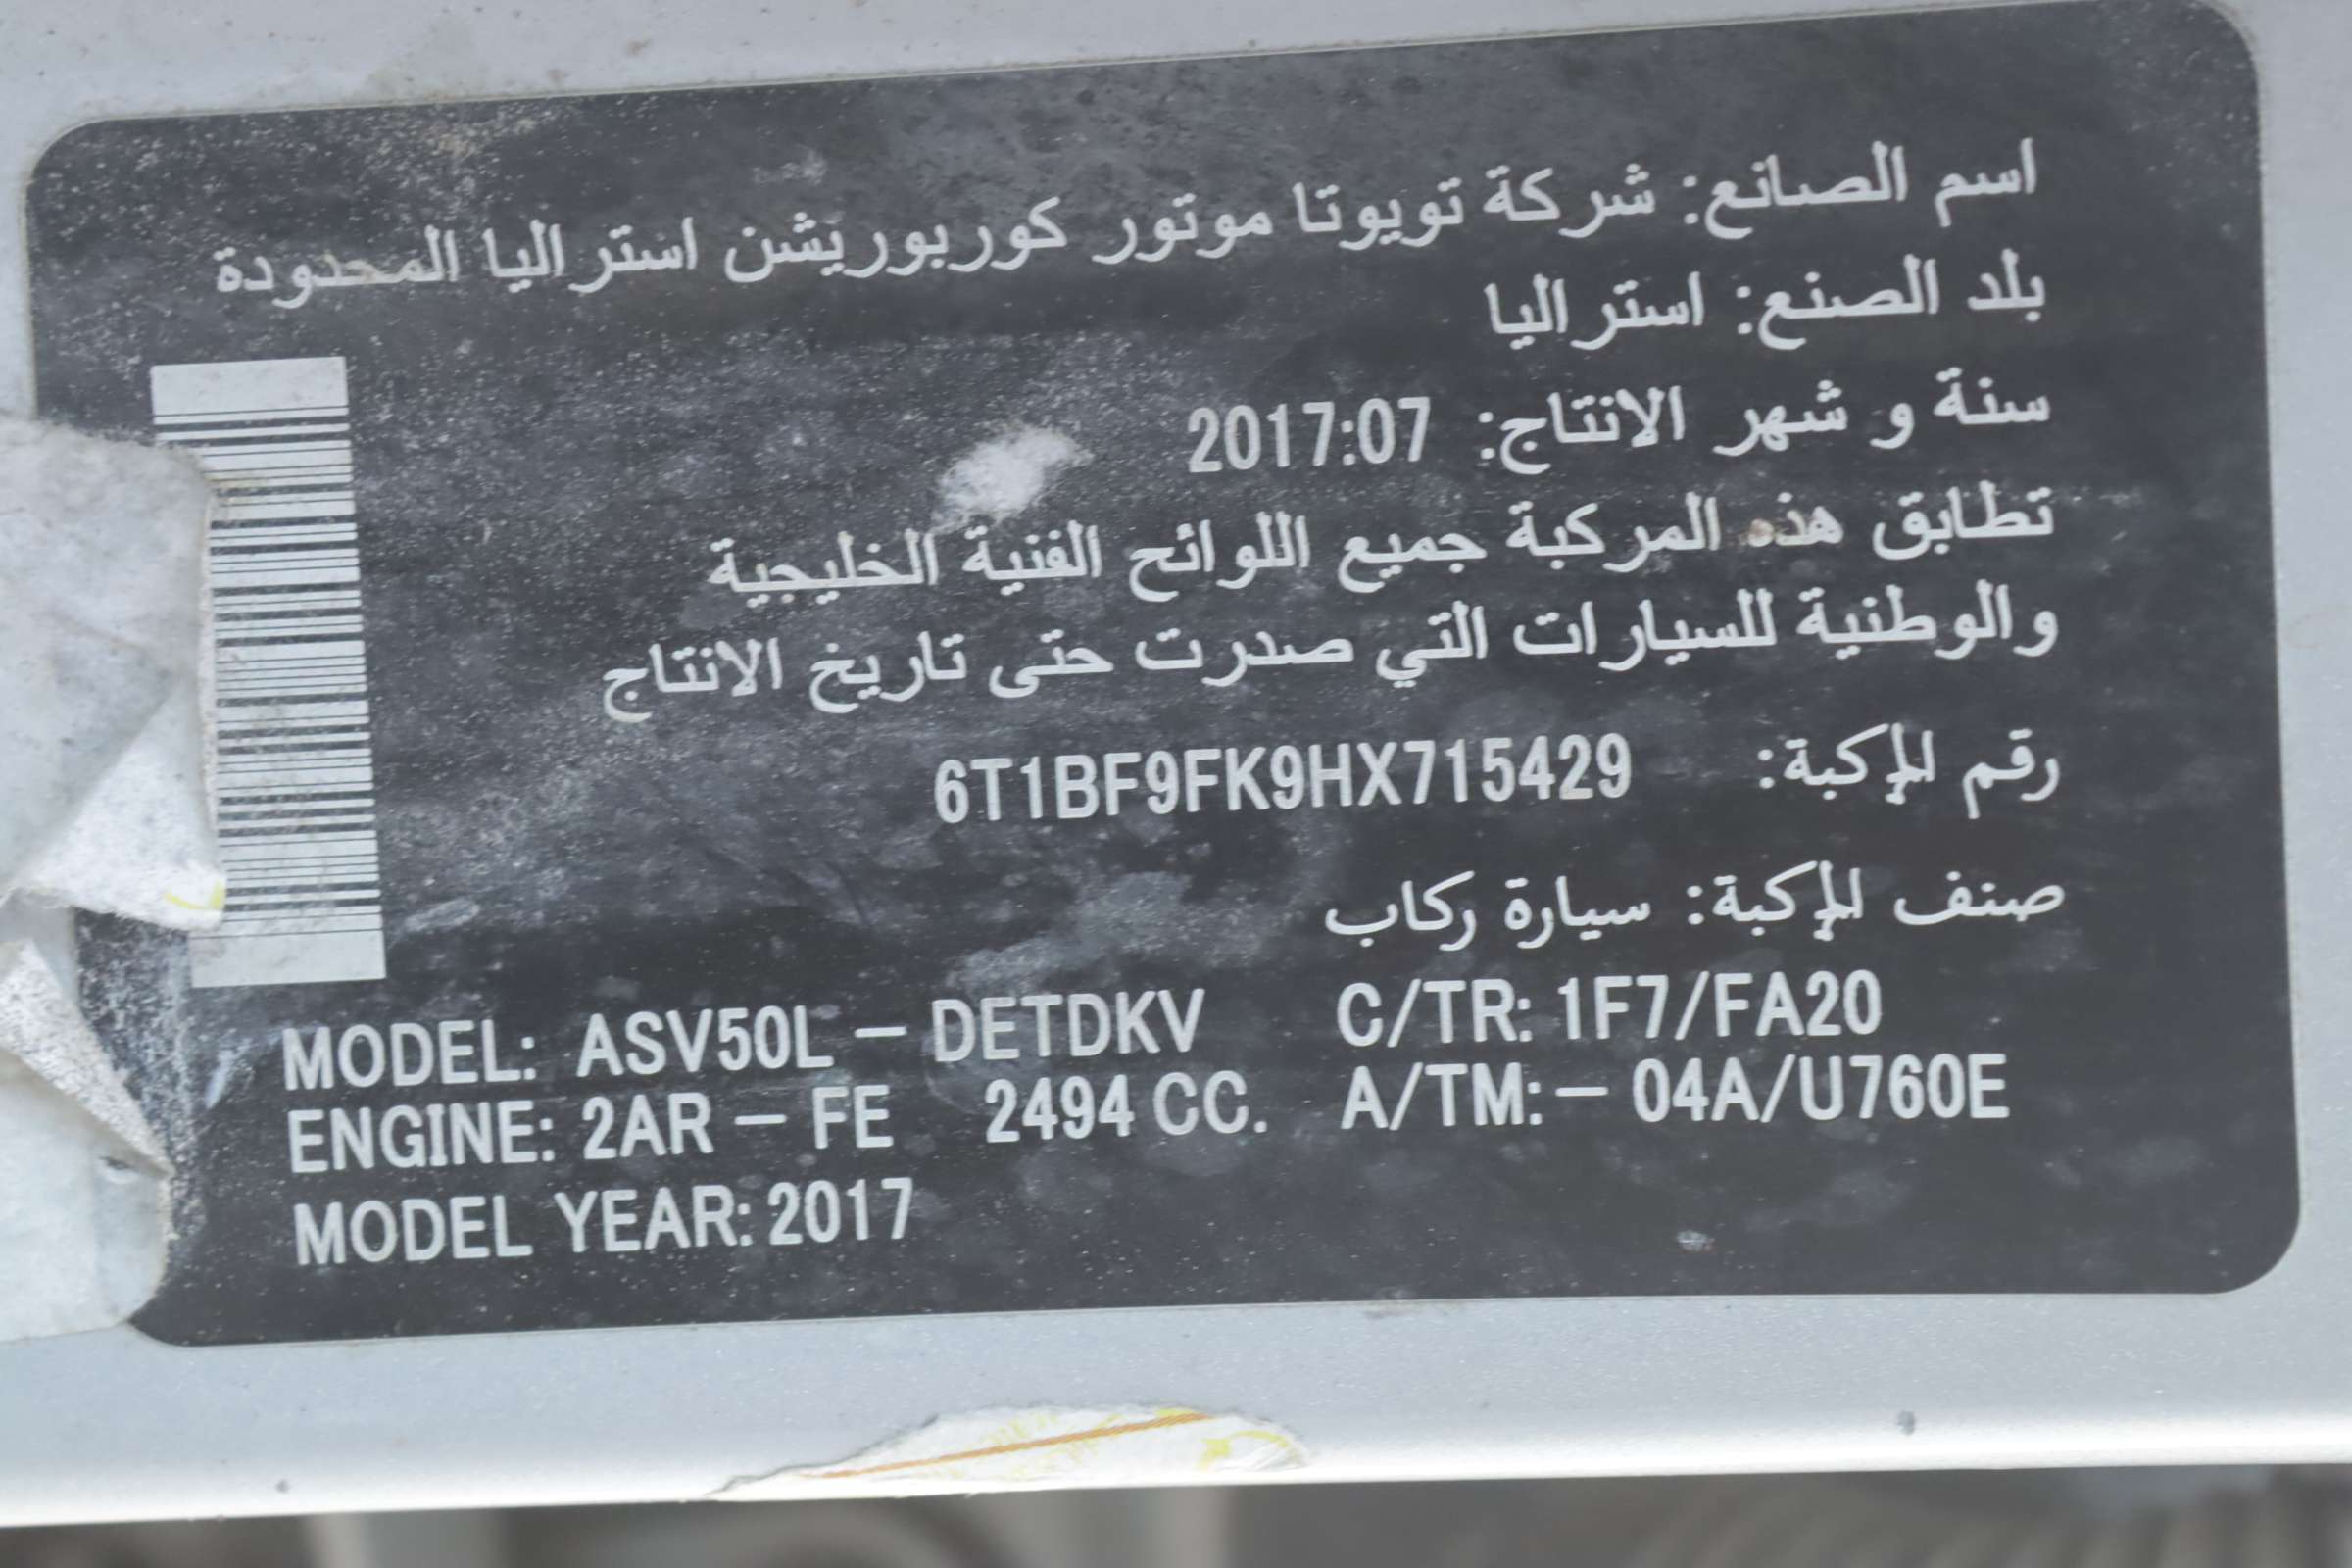 اسم الصانع: شركة تويوتا موتور كوربوريشن استراليا المحدودة
بلد الصنع: استراليا
سنة و شهر الانتاج: 2017:07
تطابق هذه المركبة جميع اللوائح الفنية الخليجية
والوطنية للسيارات التي صدرت حتى تاريخ الانتاج
رقم المركبة: 6T1BF9FK9HX715429
صنف المركبة: سيارة ركاب
MODEL: ASV50L – DETDKV C/TR: 1F7/FA20
ENGINE: 2AR – FE 2494 CC. A/TM: – 04A/U760E
MODEL YEAR: 2017